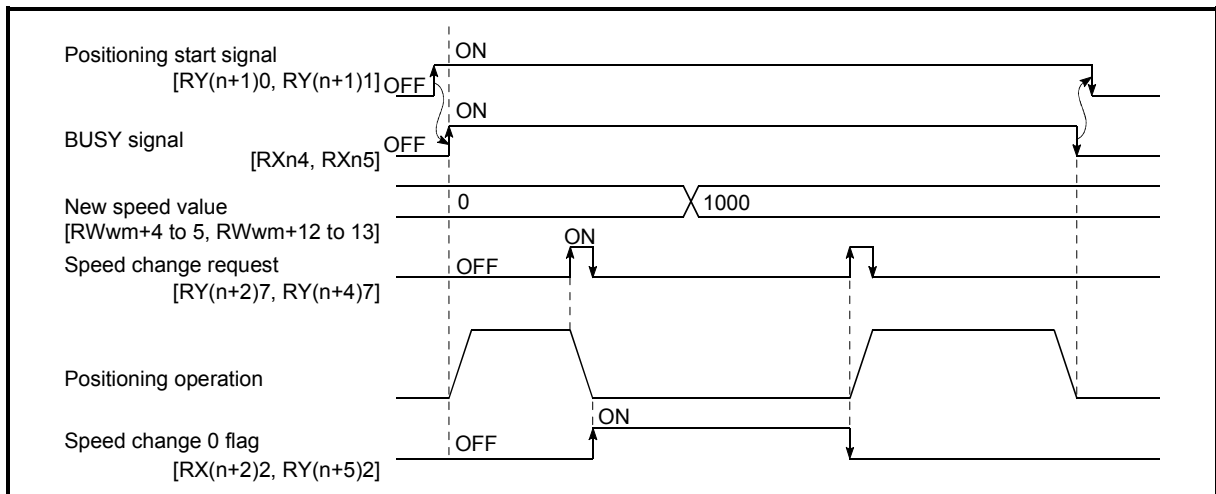 Positioning start signal
ON
[RY(n+1)0, RY(n+1)1]
OFF
ON
BUSY signal
OFF
[RXn4, RXn5]
New speed value
0
1000
[RWwm+4 to 5, RWwm+12 to 13]
ON
Speed change request
OFF
[RY(n+2)7, RY(n+4)7]
Positioning operation
ON
Speed change 0 flag
OFF
[RX(n+2)2, RY(n+5)2]